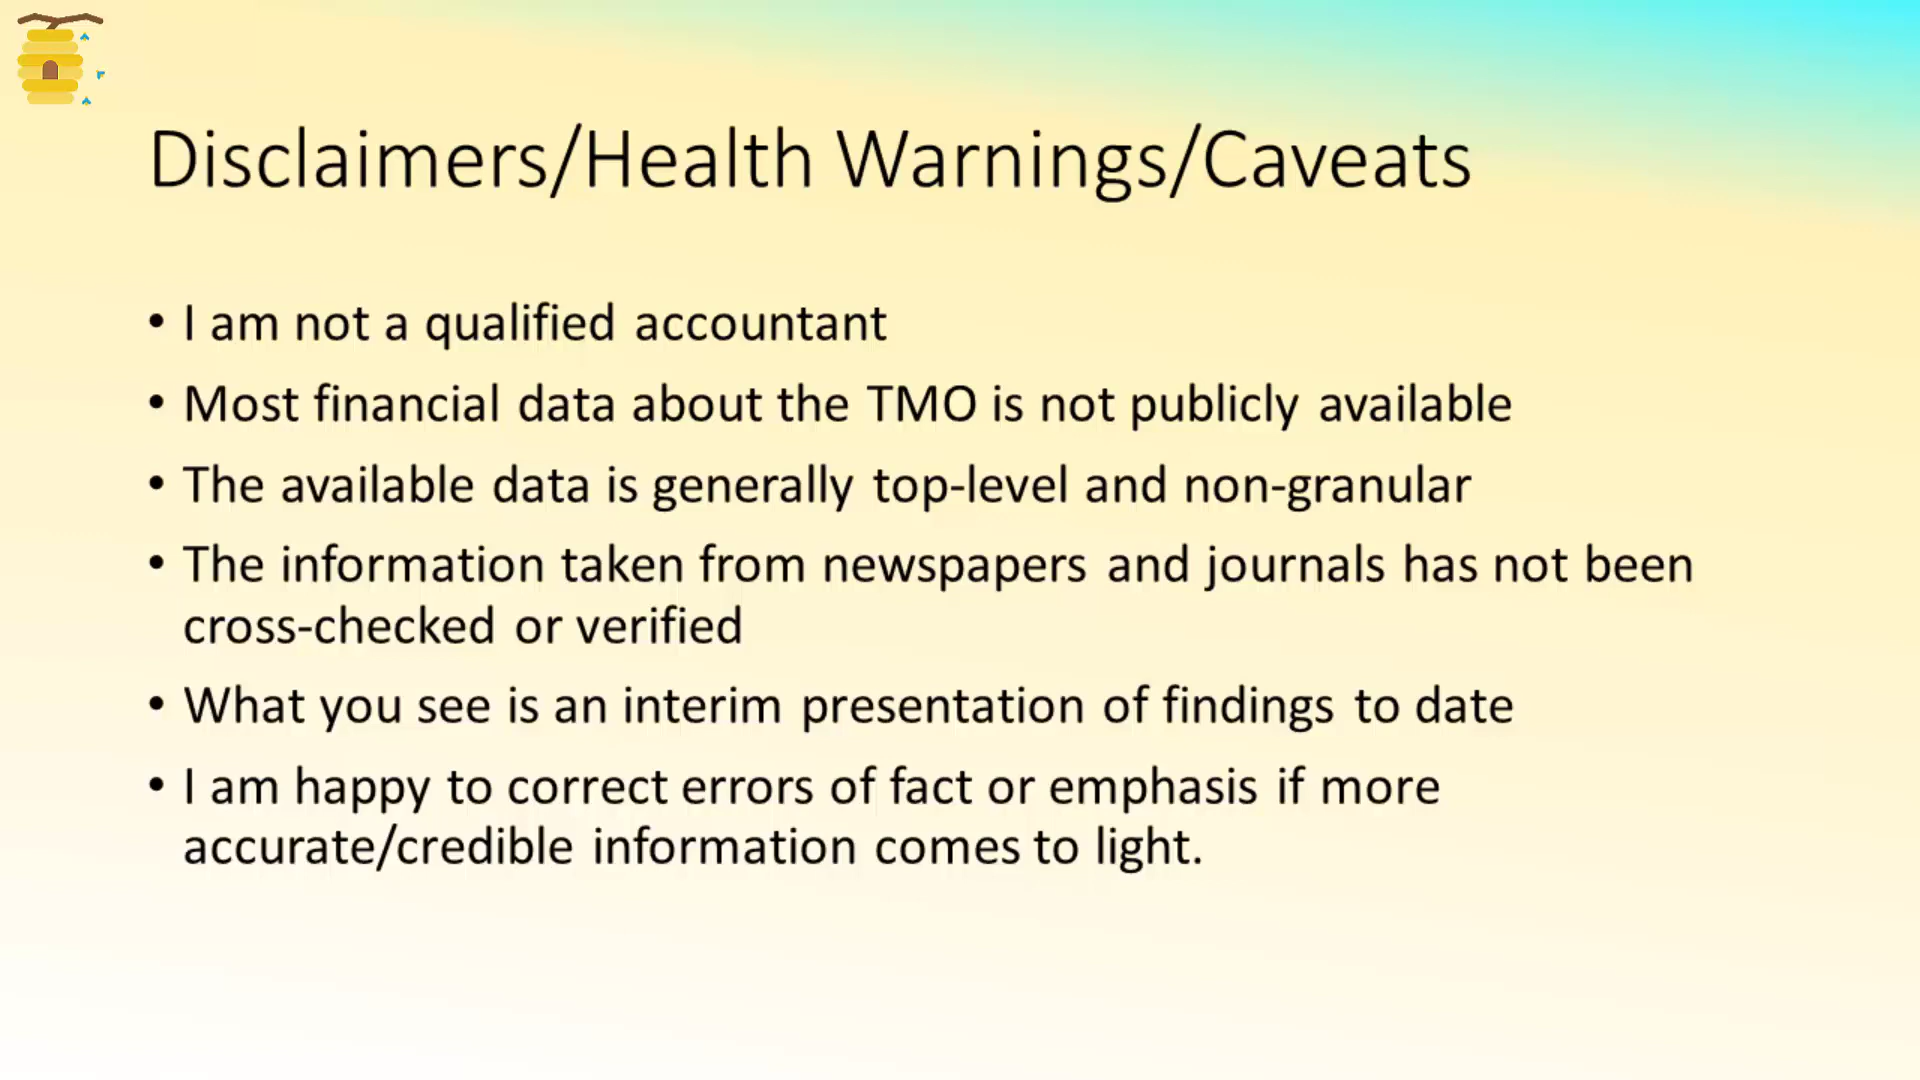 Disclaimers/Health Warnings/Caveats
• I am not a qualified accountant
• Most financial data about the TMO is not publicly available
• The available data is generally top-level and non-granular
• The information taken from newspapers and journals has not been
cross-checked or verified
• What you see is an interim presentation of findings to date
• I am happy to correct errors of fact or emphasis if more
accurate/credible information comes to light.